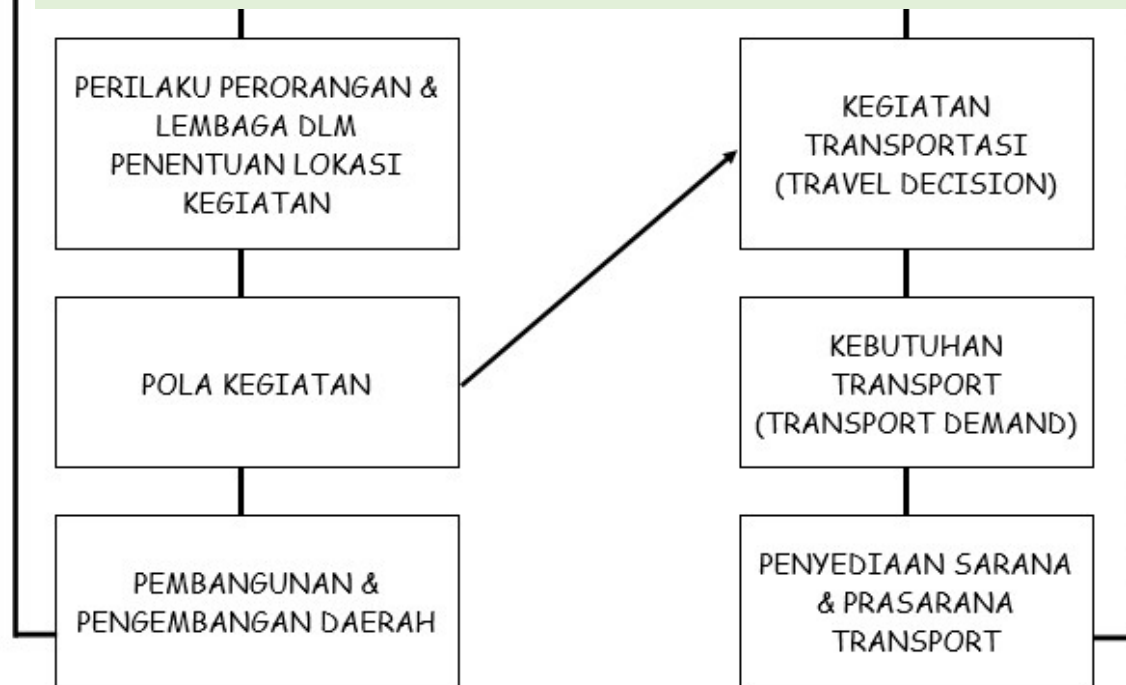 PERILAKU PERORANGAN &
LEMBAGA DLM
PENENTUAN LOKASI
KEGIATAN
POLA KEGIATAN
PEMBANGUNAN &
PENGEMBANGAN DAERAH
KEGIATAN
TRANSPORTASI
(TRAVEL DECISION)
KEBUTUHAN
TRANSPORT
(TRANSPORT DEMAND)
PENYEDIAAN SARANA
& PRASARANA
TRANSPORT